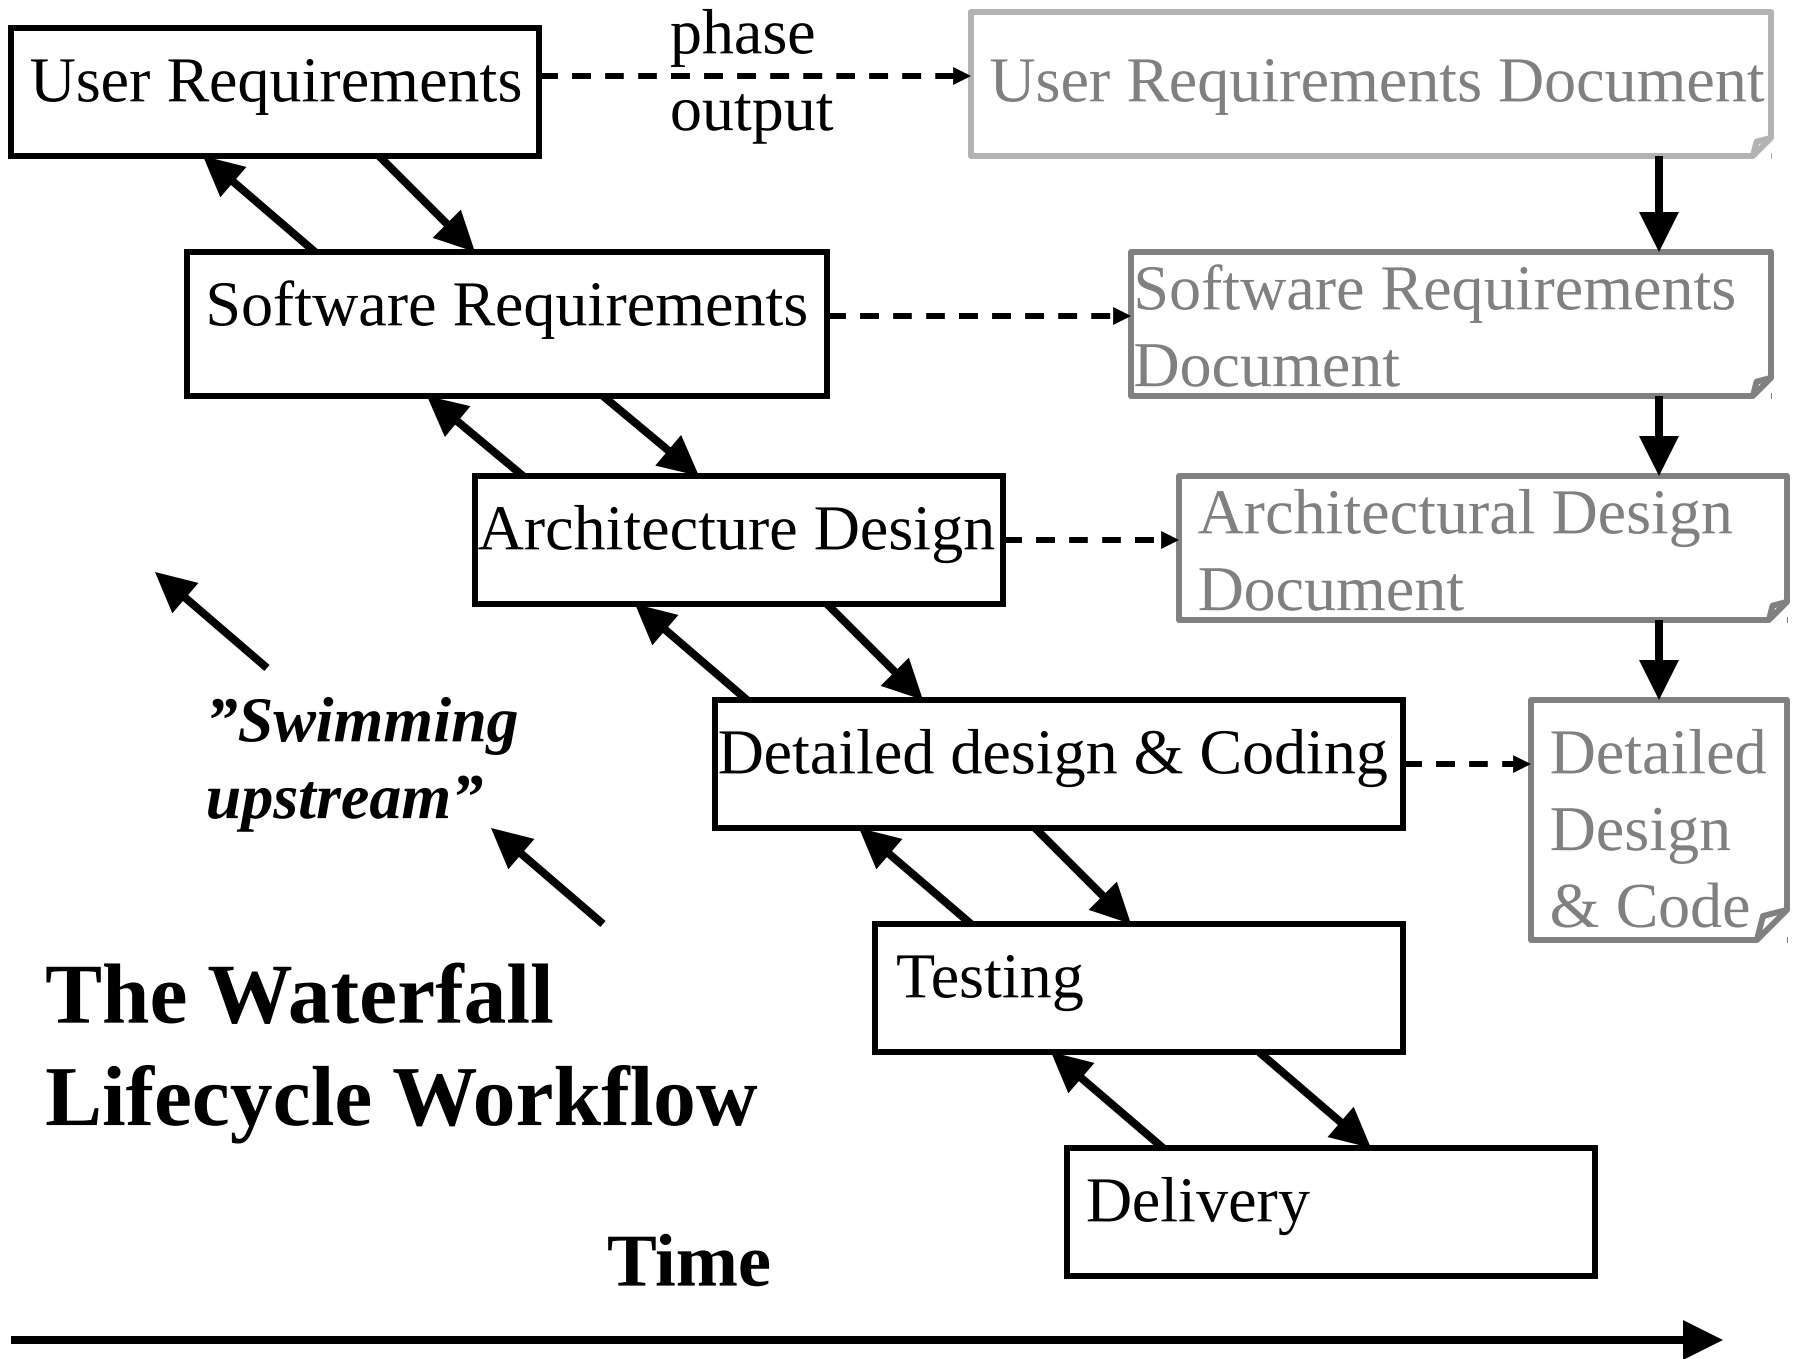 phase
User Requirements
User Requirements Document
output
Software Requirements
Software Requirements
Document
Architecture Design
Architectural Design
Document
”Swimming
upstream”
Detailed design & Coding
Detailed
Design
& Code
Testing
The Waterfall
Lifecycle Workflow
Delivery
Time